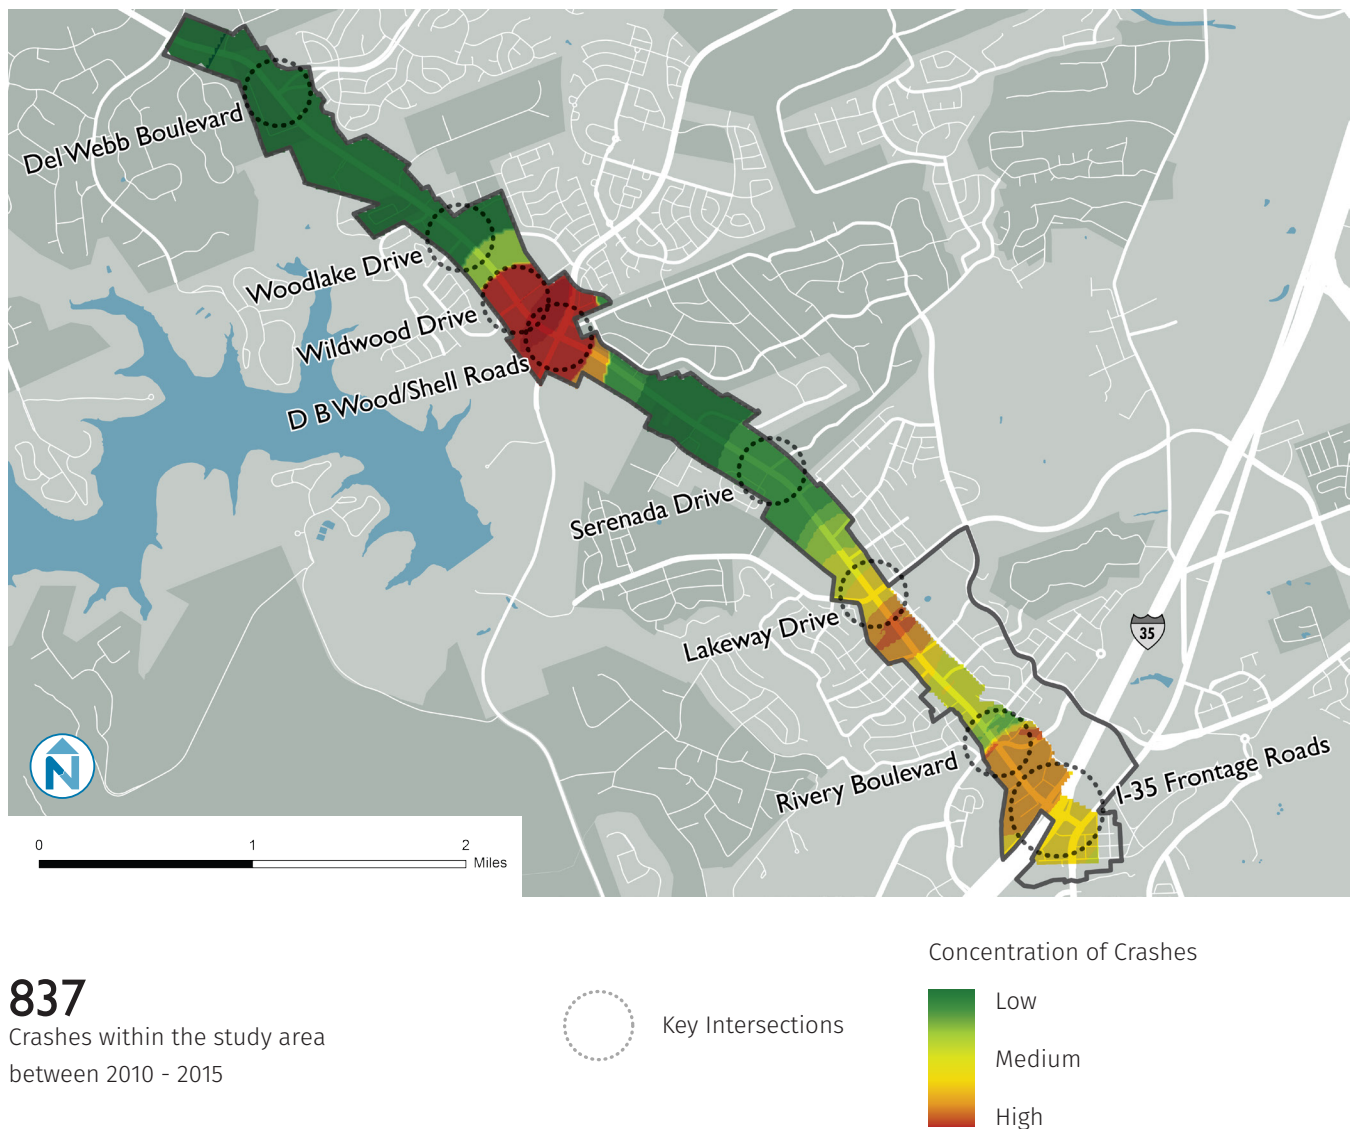 Del Webb Boulevard
Woodlake Drive
Wildwood Drive
D B Wood/Shell Roads
Serenada Drive
Lakeway Drive
35
Rivery Boulevard
I-35 Frontage Roads
N
0 1 2 Miles
837
Crashes within the study area
between 2010 - 2015
Key Intersections
Concentration of Crashes
Low
Medium
High